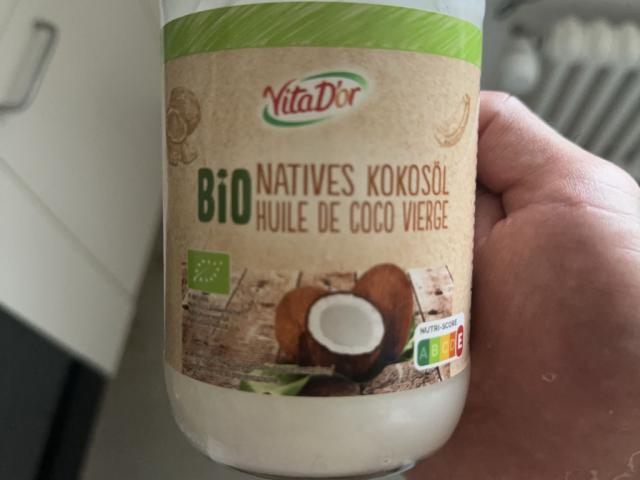 VitaD'or
BIO NATIVES KOKOSÖL
HUILE DE COCO VIERGE
NUTRI-SCORE
A B C D E